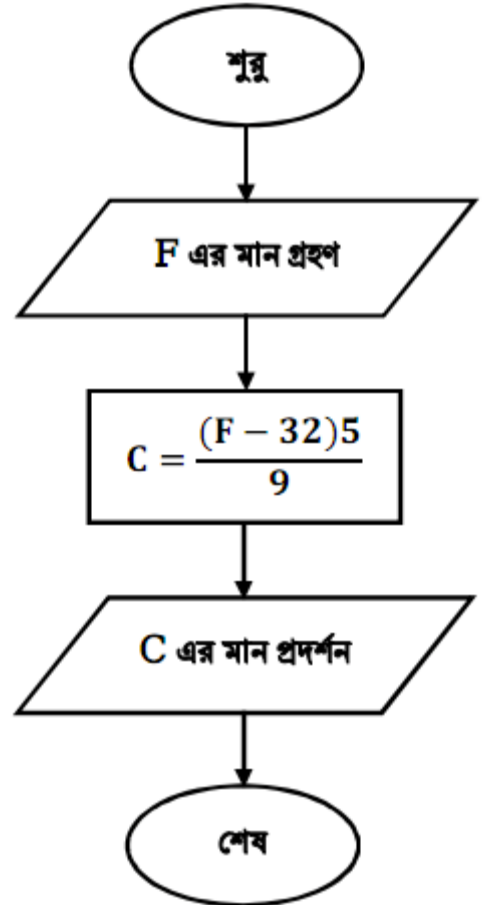 শুরু
F এর মান গ্রহণ
C = (F − 32)5 / 9
C এর মান প্রদর্শন
শেষ